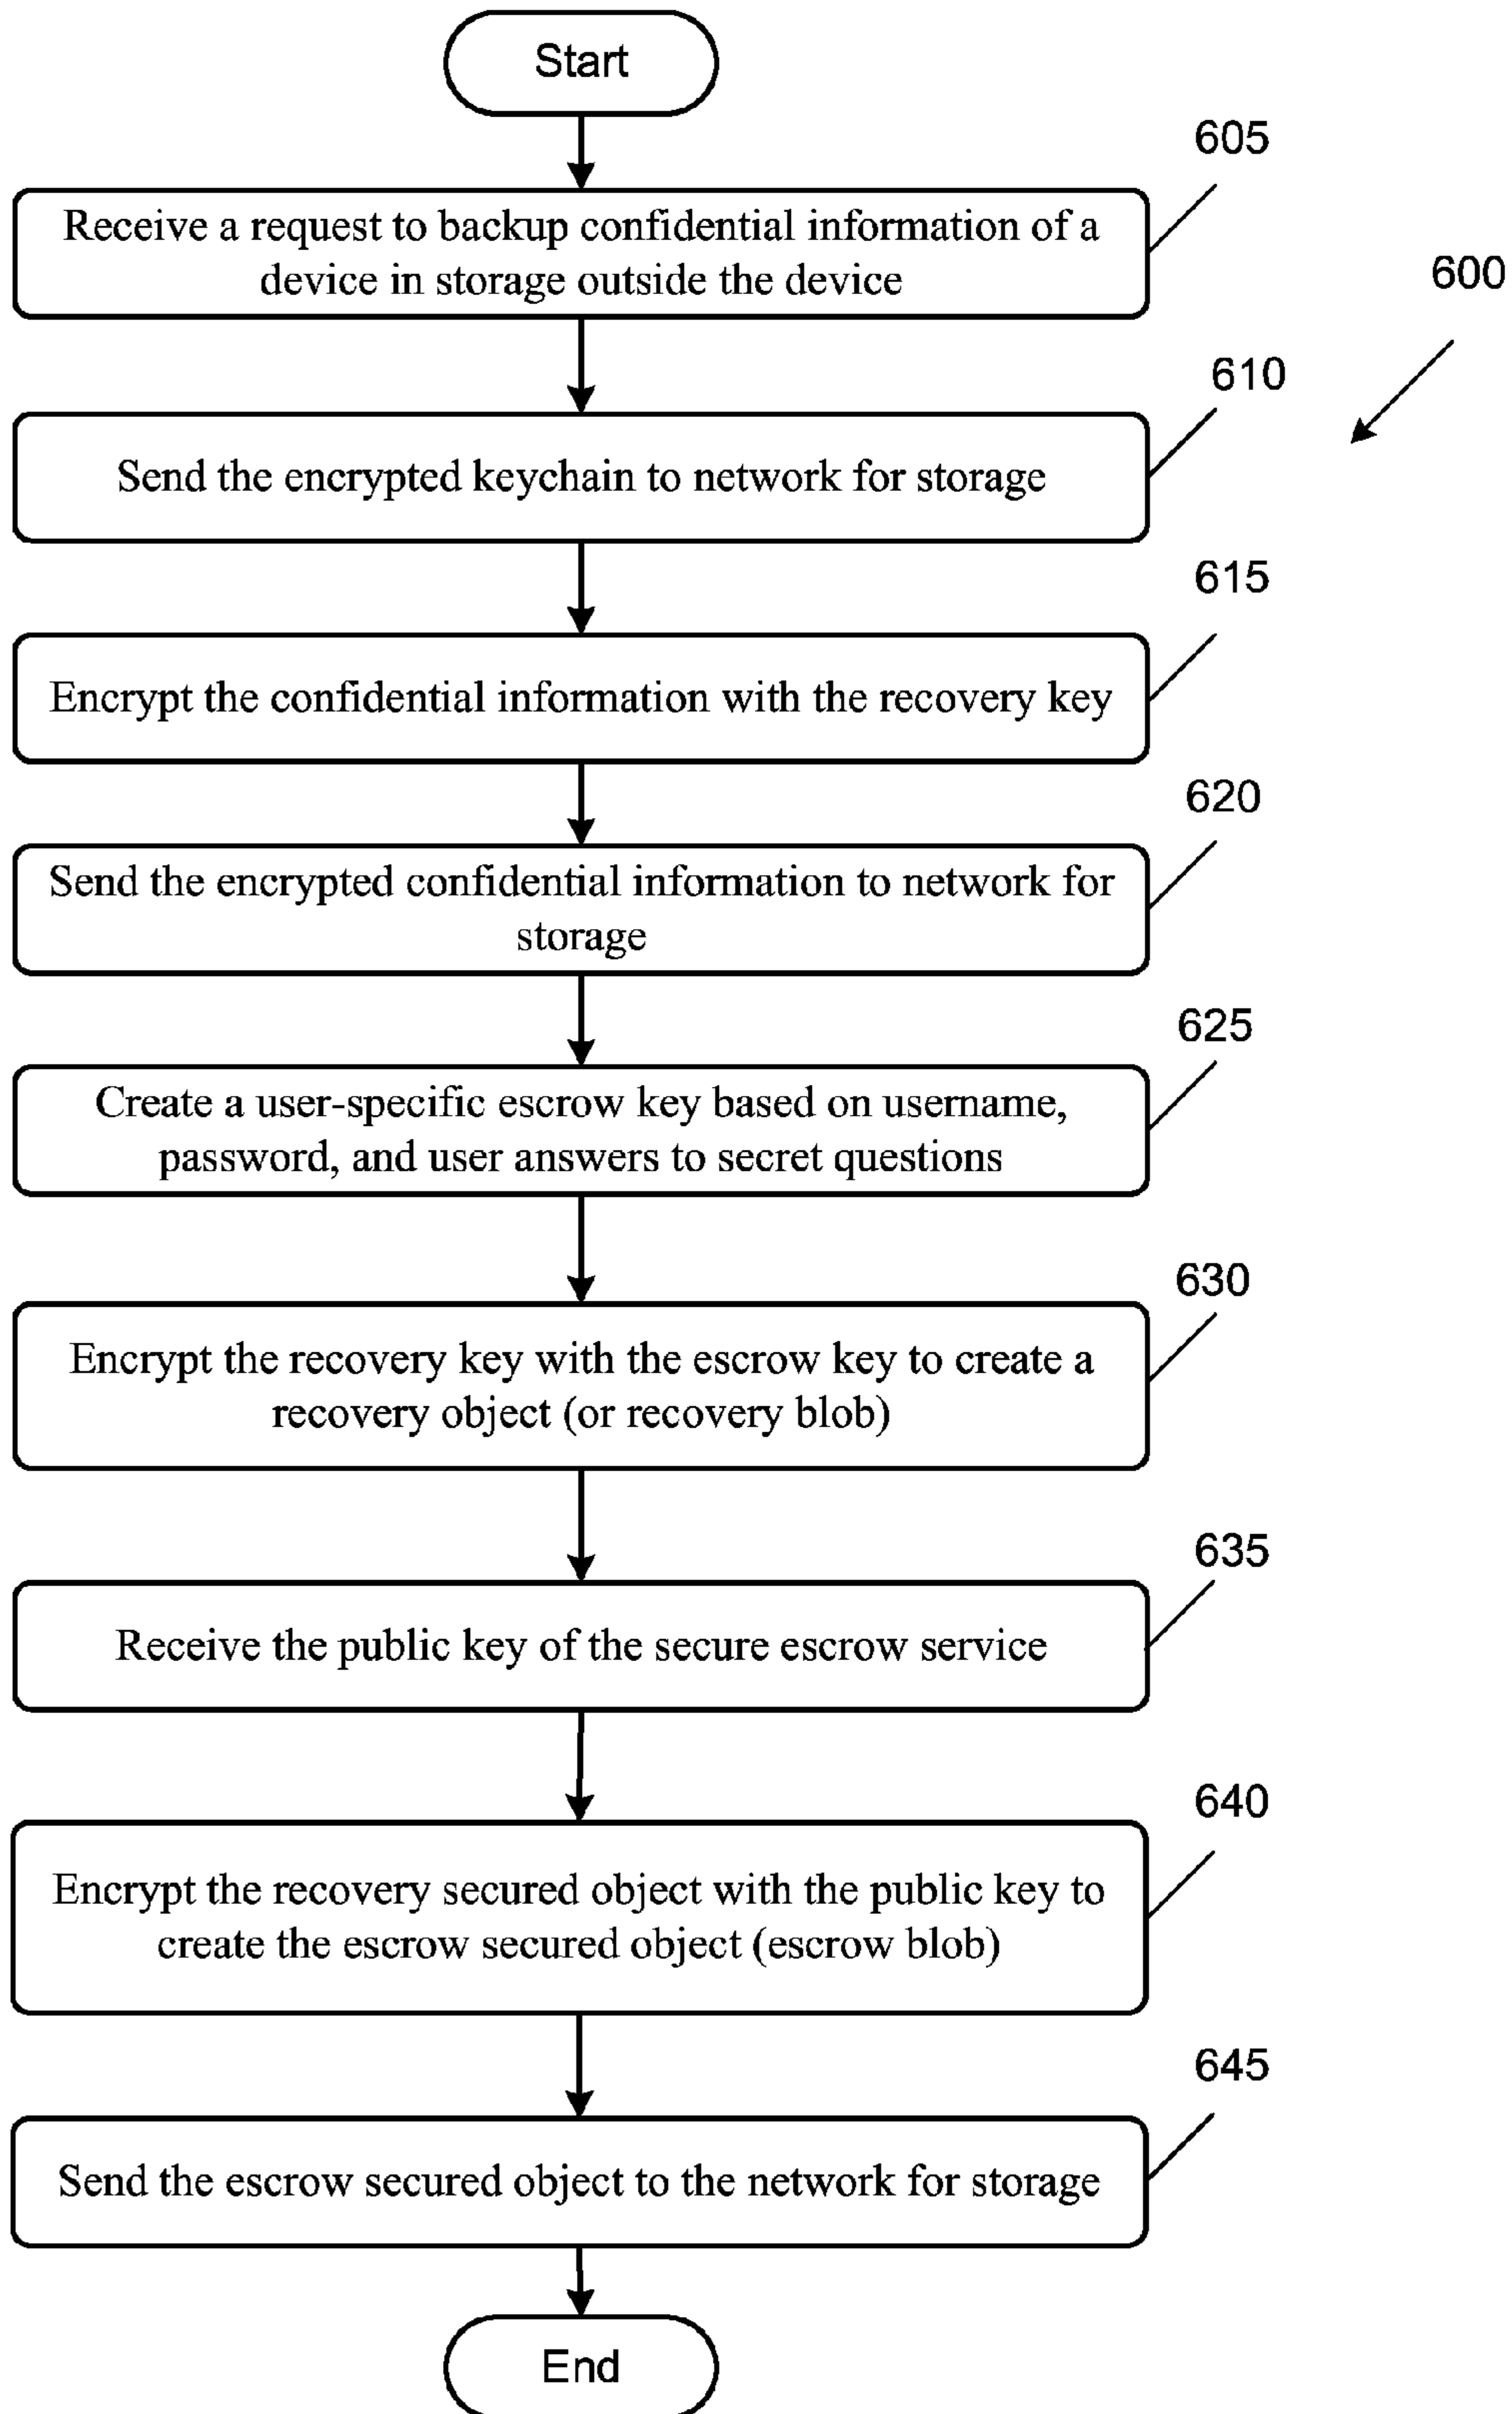 Start
605
Receive a request to backup confidential information of a
device in storage outside the device
600
610
Send the encrypted keychain to network for storage
615
Encrypt the confidential information with the recovery key
620
Send the encrypted confidential information to network for
storage
625
Create a user-specific escrow key based on username,
password, and user answers to secret questions
630
Encrypt the recovery key with the escrow key to create a
recovery object (or recovery blob)
635
Receive the public key of the secure escrow service
640
Encrypt the recovery secured object with the public key to
create the escrow secured object (escrow blob)
645
Send the escrow secured object to the network for storage
End